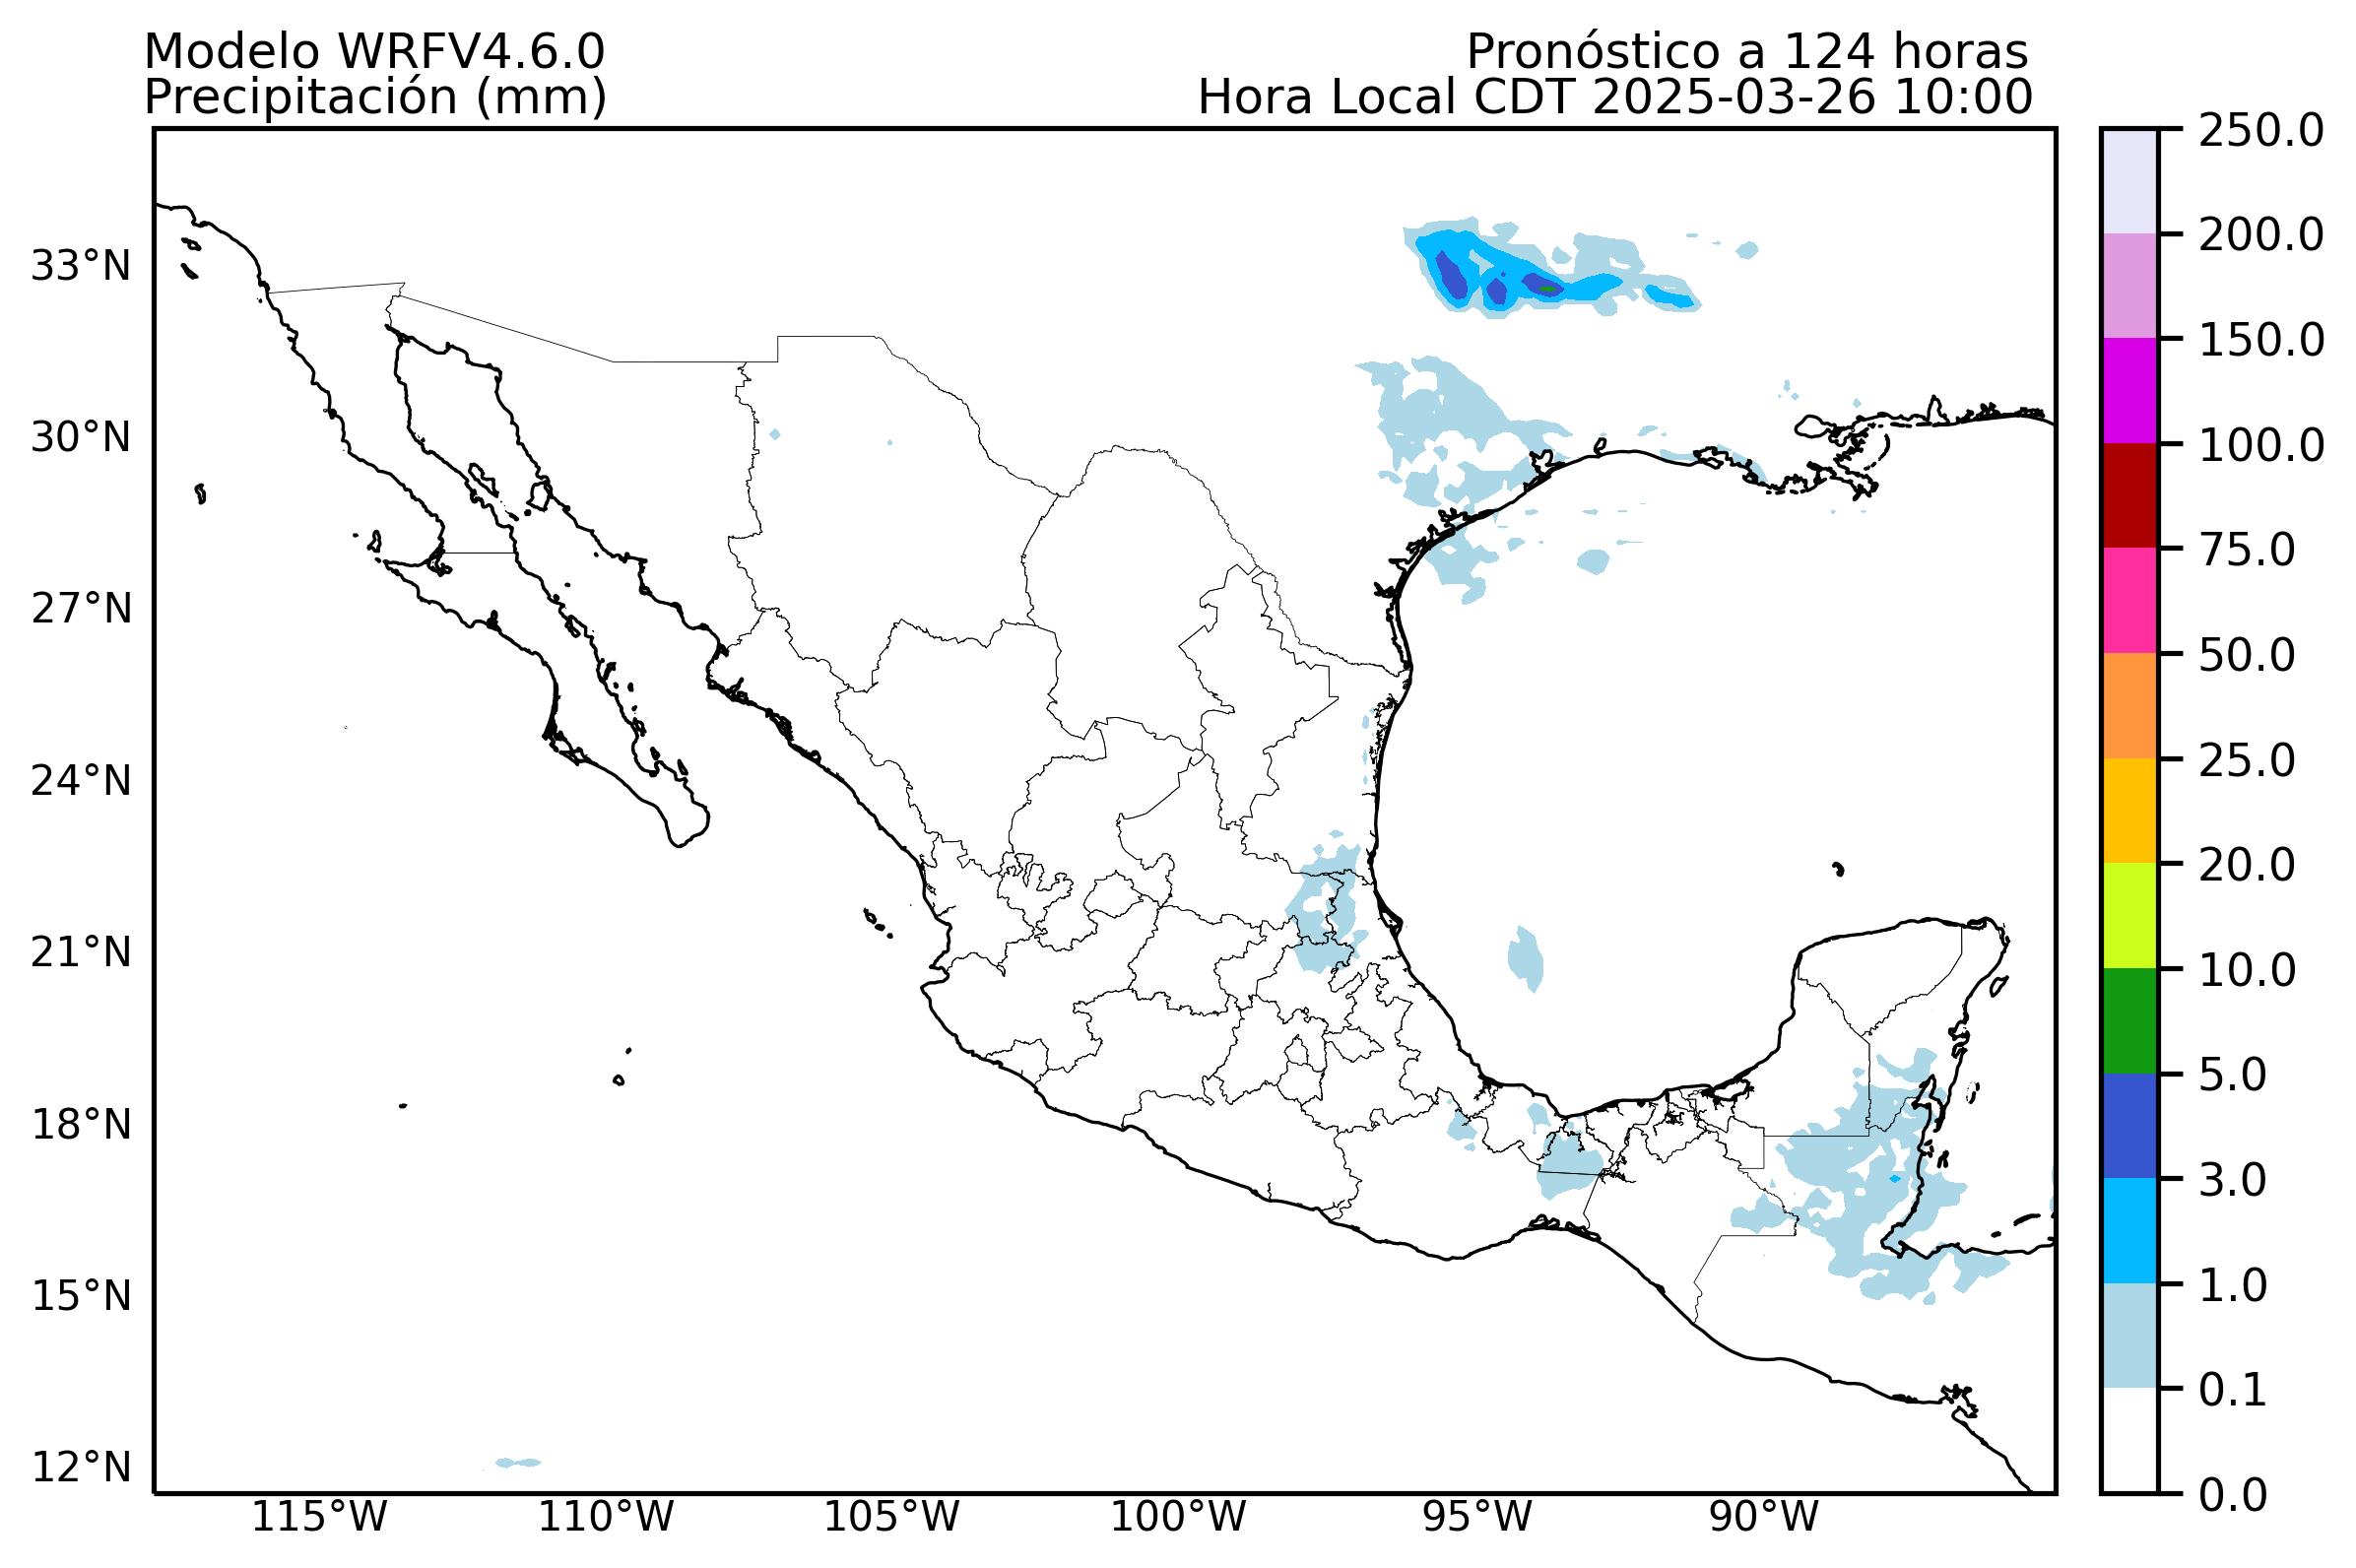 Modelo WRFV4.6.0
Precipitación (mm)
Pronóstico a 124 horas
Hora Local CDT 2025-03-26 10:00
33°N
30°N
27°N
24°N
21°N
18°N
15°N
12°N
115°W
110°W
105°W
100°W
95°W
90°W
250.0
200.0
150.0
100.0
75.0
50.0
25.0
20.0
10.0
5.0
3.0
1.0
0.1
0.0